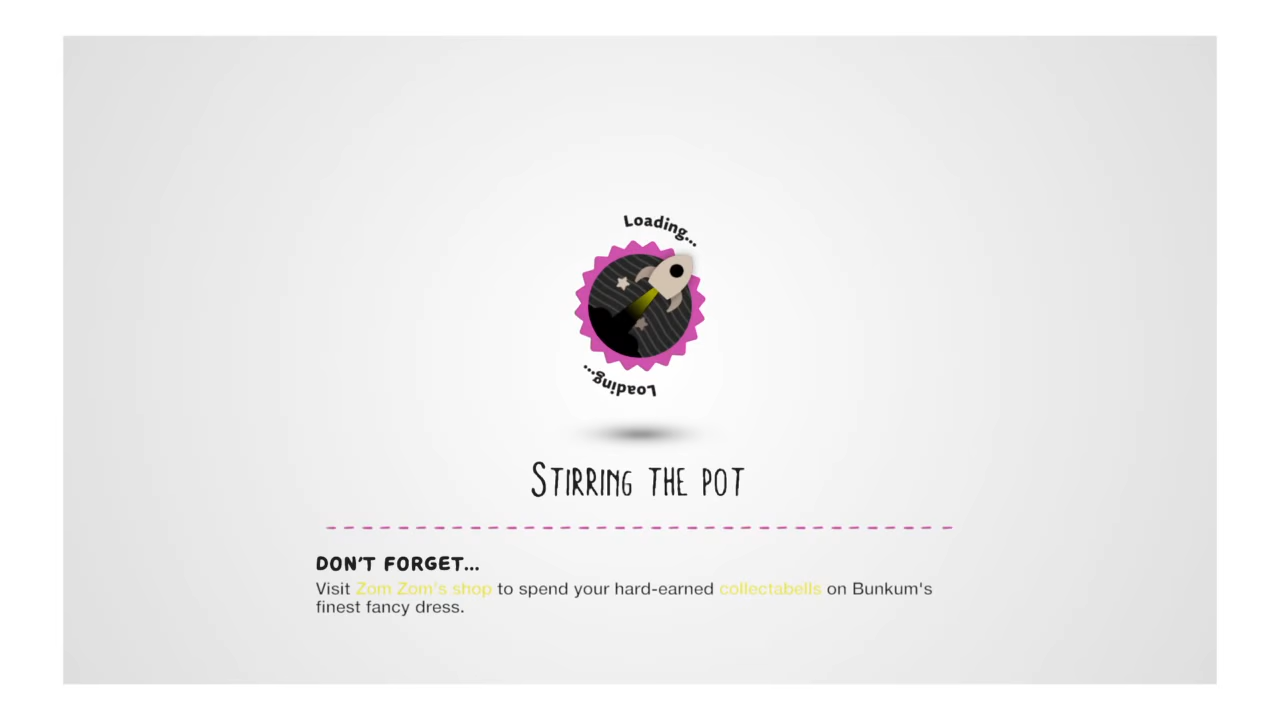 Loading...
Loading...
Stirring the pot
DON'T FORGET...
Visit Zom Zom's shop to spend your hard-earned collectabells on Bunkum's
finest fancy dress.